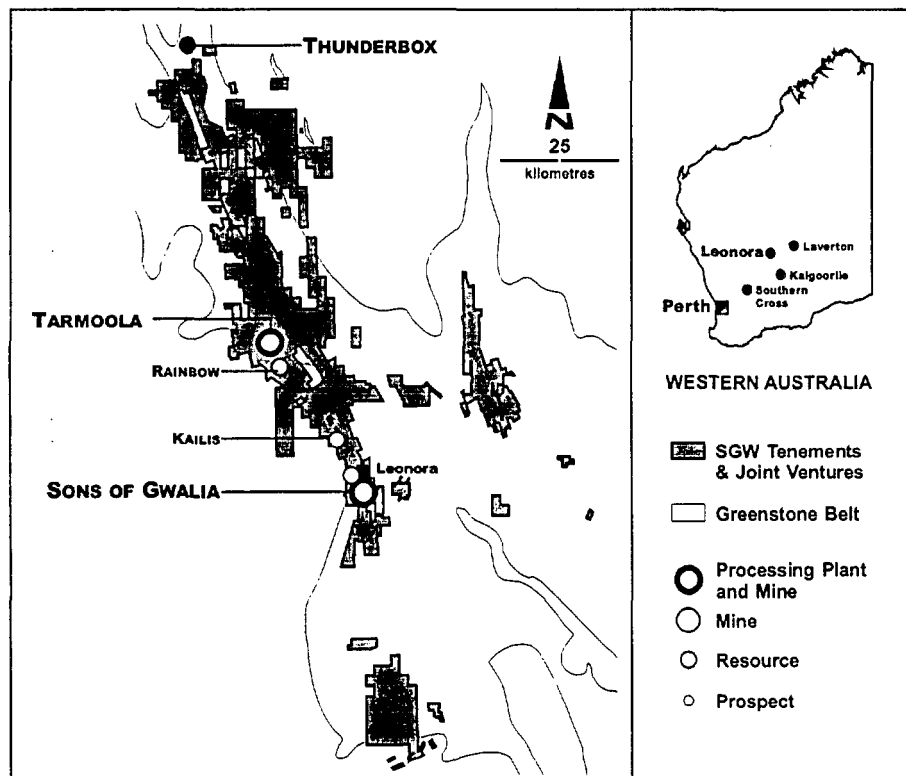 THUNDERBOX
N
25
kilometres
TARMOOLA
RAINBOW
KAILIS
Leonora
SONS OF GWALIA
Leonora
Laverton
Kalgoorlie
Southern
Cross
Perth
WESTERN AUSTRALIA
SGW Tenements
& Joint Ventures
Greenstone Belt
Processing Plant
and Mine
Mine
Resource
Prospect